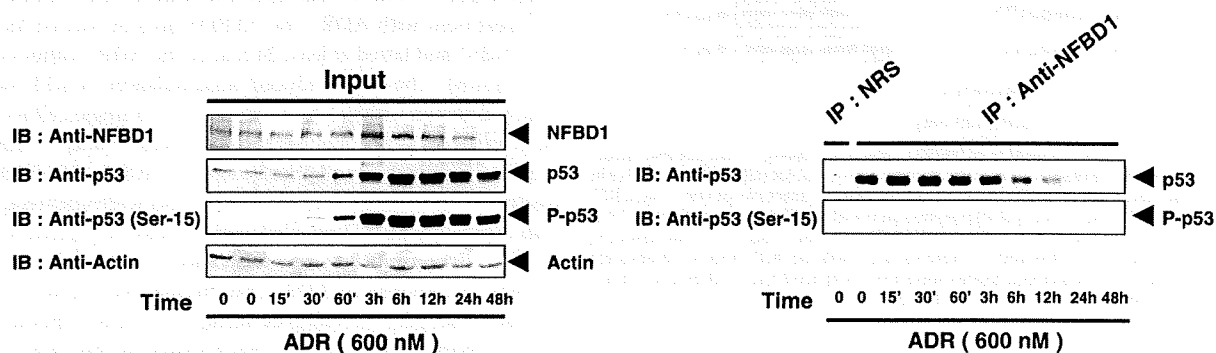 Input
IB : Anti-NFBD1
NFBD1
IB : Anti-p53
p53
IB : Anti-p53 (Ser-15)
P-p53
IB : Anti-Actin
Actin
Time 0 0 15' 30' 60' 3h 6h 12h 24h 48h
ADR ( 600 nM )
IP : NRS
IP : Anti-NFBD1
IB: Anti-p53
p53
IB: Anti-p53 (Ser-15)
P-p53
Time 0 0 15' 30' 60' 3h 6h 12h 24h 48h
ADR ( 600 nM )